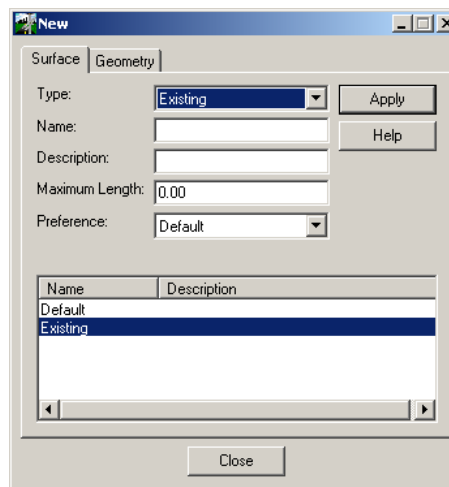 New
Surface Geometry
Type: Existing Apply
Name: Help
Description:
Maximum Length: 0.00
Preference: Default
Name Description
Default
Existing
Close